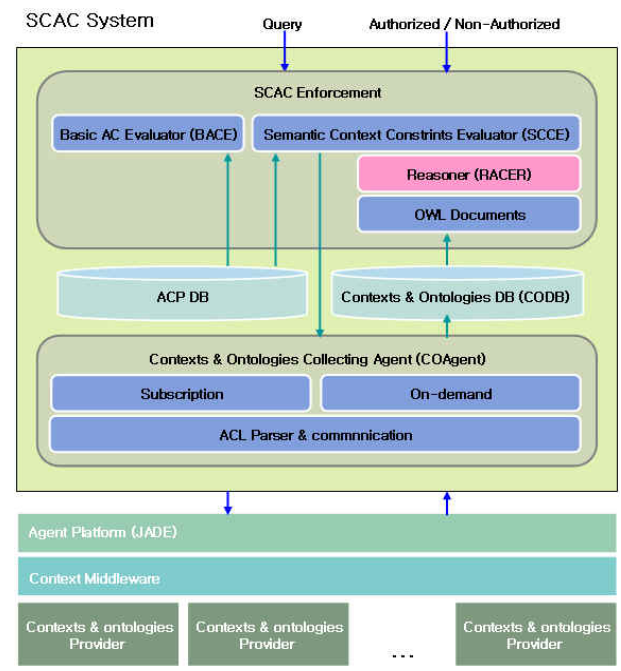 SCAC System
Query
Authorized / Non-Authorized
SCAC Enforcement
Basic AC Evaluator (BACE)
Semantic Context Constrints Evaluator (SCCE)
Reasoner (RACER)
OWL Documents
ACP DB
Contexts & Ontologies DB (CODB)
Contexts & Ontologies Collecting Agent (COAgent)
Subscription
On-demand
ACL Parser & commnnication
Agent Platform (JADE)
Context Middleware
Contexts & ontologies
Provider
Contexts & ontologies
Provider
...
Contexts & ontologies
Provider